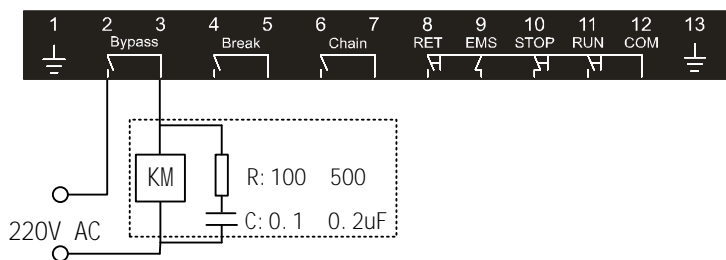 1 2 3 4 5 6 7 8 9 10 11 12 13
Bypass Break Chain RET EMS STOP RUN COM
KM R: 100 500
C: 0.1 0.2uF
220V AC